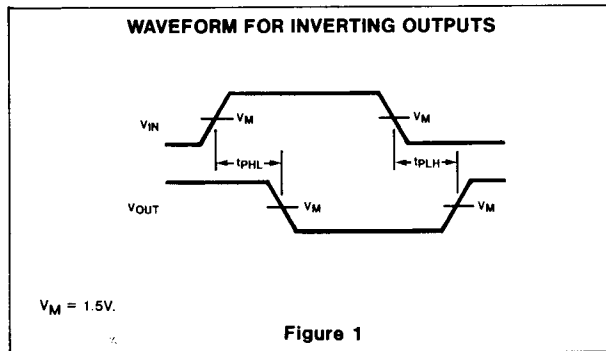 WAVEFORM FOR INVERTING OUTPUTS
VIN
VM
VM
tPHL
tPLH
VOUT
VM
VM
VM = 1.5V.
Figure 1